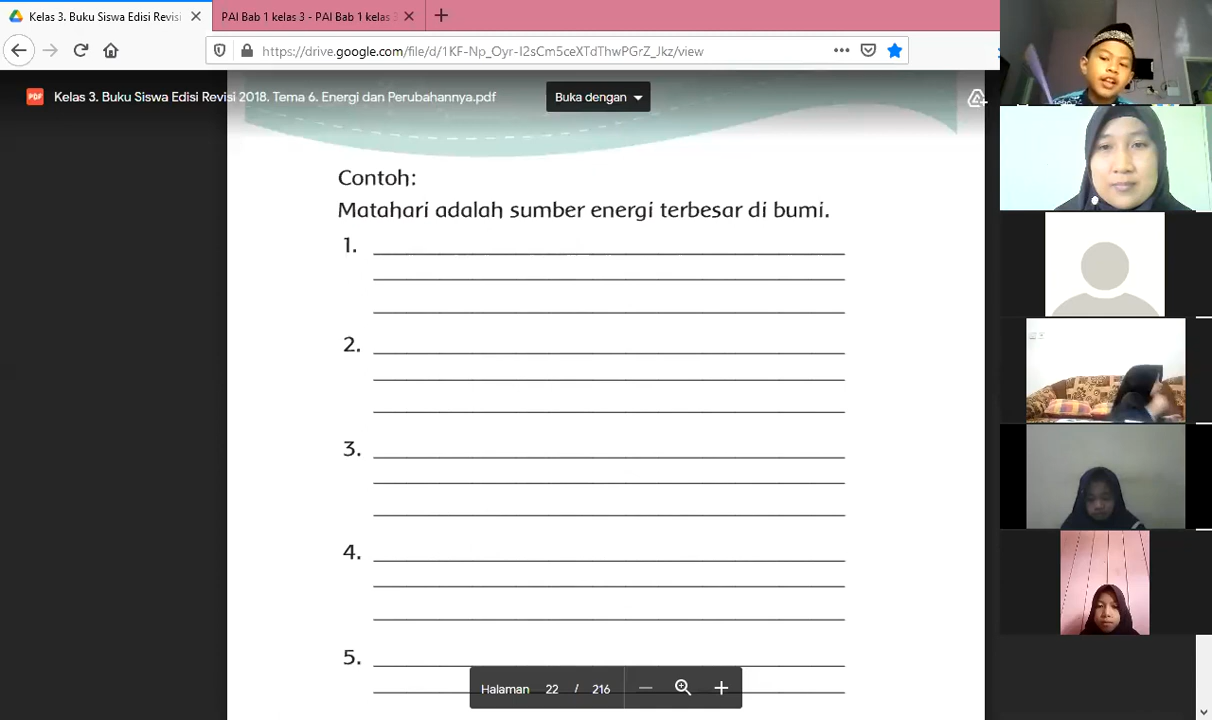 Kelas 3. Buku Siswa Edisi Revisi
PAI Bab 1 kelas 3 - PAI Bab 1 kelas 3
https://drive.google.com/file/d/1KF-Np_Oyr-I2sCm5ceXTdThwPGrZ_Jkz/view
PDF
Kelas 3. Buku Siswa Edisi Revisi 2018. Tema 6. Energi dan Perubahannya.pdf
Buka dengan
Contoh:
Matahari adalah sumber energi terbesar di bumi.
1.
2.
3.
4.
5.
Halaman 22 / 216